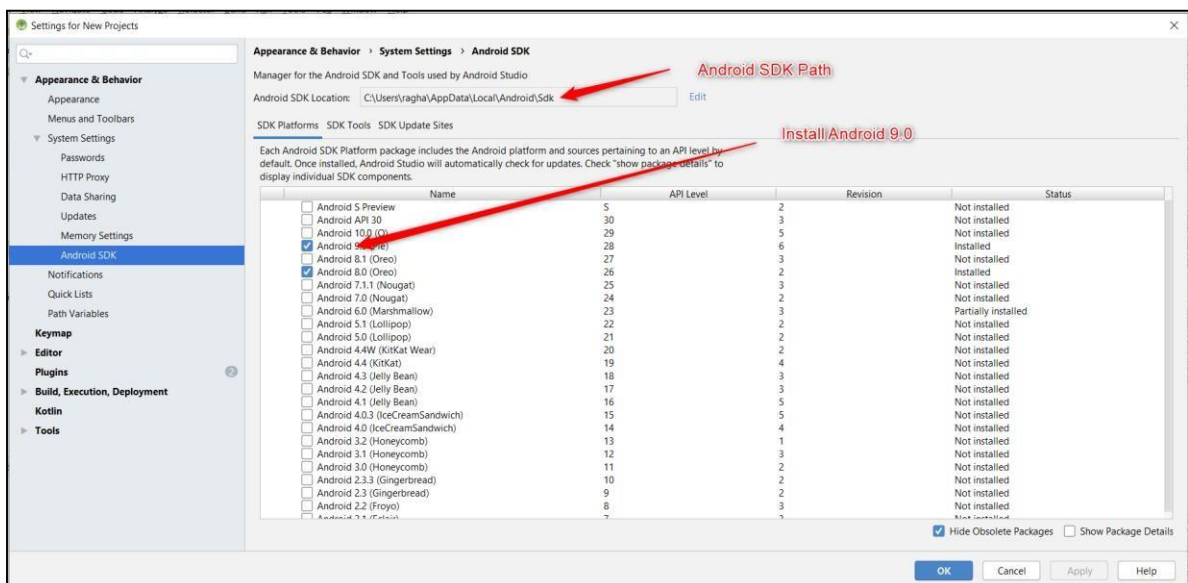 Settings for New Projects
Appearance & Behavior
Appearance
Menus and Toolbars
System Settings
Passwords
HTTP Proxy
Data Sharing
Updates
Memory Settings
Android SDK
Notifications
Quick Lists
Path Variables
Keymap
Editor
Plugins 2
Build, Execution, Deployment
Kotlin
Tools
Appearance & Behavior › System Settings › Android SDK
Manager for the Android SDK and Tools used by Android Studio
Android SDK Path
Android SDK Location: C:\Users\ragha\AppData\Local\Android\Sdk Edit
SDK Platforms SDK Tools SDK Update Sites
Install Android 9.0
Each Android SDK Platform package includes the Android platform and sources pertaining to an API level by
default. Once installed, Android Studio will automatically check for updates. Check "show package details" to
display individual SDK components.
Name API Level Revision Status
Android S Preview S 2 Not installed
Android API 30 30 3 Not installed
Android 10.0 (Q) 29 5 Not installed
Android 28 6 Installed
Android 8.1 (Oreo) 27 3 Not installed
Android 8.0 (Oreo) 26 2 Installed
Android 7.1.1 (Nougat) 25 3 Not installed
Android 7.0 (Nougat) 24 2 Not installed
Android 6.0 (Marshmallow) 23 3 Partially installed
Android 5.1 (Lollipop) 22 2 Not installed
Android 5.0 (Lollipop) 21 2 Not installed
Android 4.4W (KitKat Wear) 20 2 Not installed
Android 4.4 (KitKat) 19 4 Not installed
Android 4.3 (Jelly Bean) 18 3 Not installed
Android 4.2 (Jelly Bean) 17 3 Not installed
Android 4.1 (Jelly Bean) 16 5 Not installed
Android 4.0.3 (IceCreamSandwich) 15 5 Not installed
Android 4.0 (IceCreamSandwich) 14 4 Not installed
Android 3.2 (Honeycomb) 13 1 Not installed
Android 3.1 (Honeycomb) 12 3 Not installed
Android 3.0 (Honeycomb) 11 2 Not installed
Android 2.3.3 (Gingerbread) 10 2 Not installed
Android 2.3 (Gingerbread) 9 2 Not installed
Android 2.2 (Froyo) 8 3 Not installed
Android 2.1 (Eclair) 7 Not installed
Hide Obsolete Packages Show Package Details
OK Cancel Apply Help